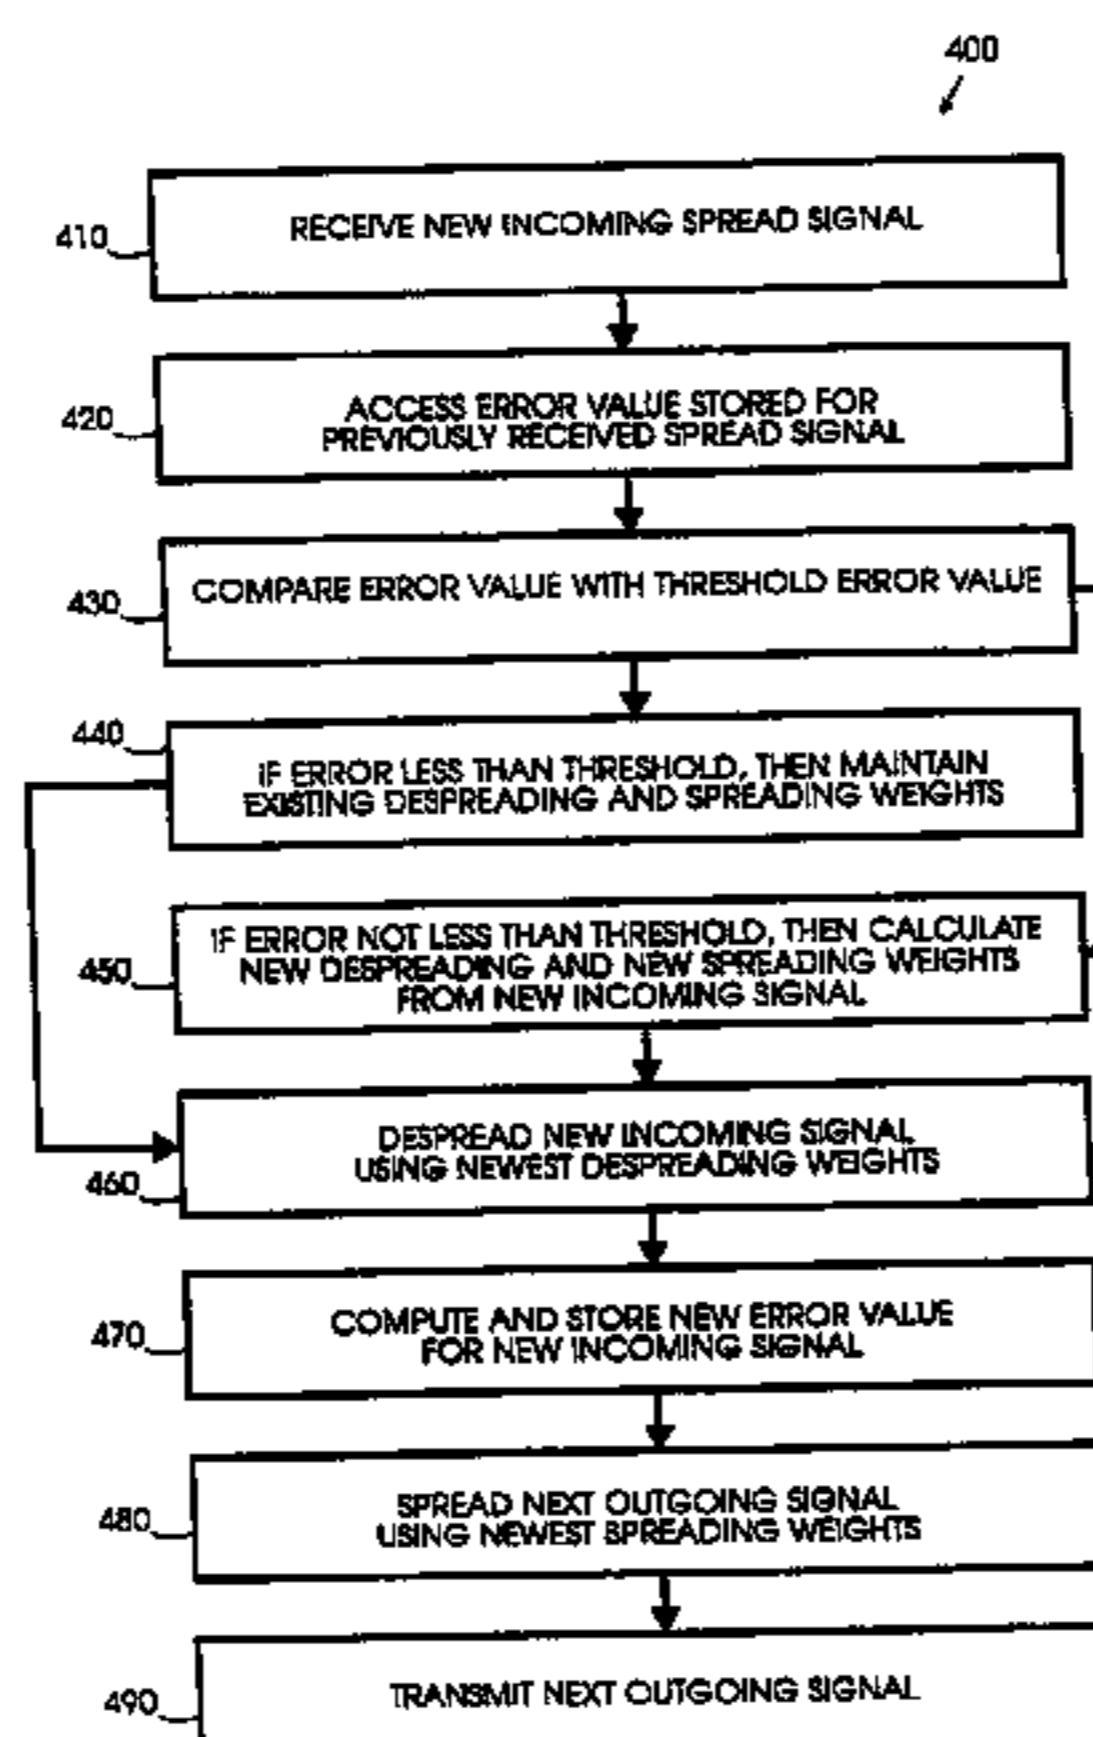 400
410
RECEIVE NEW INCOMING SPREAD SIGNAL
420
ACCESS ERROR VALUE STORED FOR
PREVIOUSLY RECEIVED SPREAD SIGNAL
430
COMPARE ERROR VALUE WITH THRESHOLD ERROR VALUE
440
IF ERROR LESS THAN THRESHOLD, THEN MAINTAIN
EXISTING DESPREADING AND SPREADING WEIGHTS
450
IF ERROR NOT LESS THAN THRESHOLD, THEN CALCULATE
NEW DESPREADING AND NEW SPREADING WEIGHTS
FROM NEW INCOMING SIGNAL
460
DESPREAD NEW INCOMING SIGNAL
USING NEWEST DESPREADING WEIGHTS
470
COMPUTE AND STORE NEW ERROR VALUE
FOR NEW INCOMING SIGNAL
480
SPREAD NEXT OUTGOING SIGNAL
USING NEWEST SPREADING WEIGHTS
490
TRANSMIT NEXT OUTGOING SIGNAL